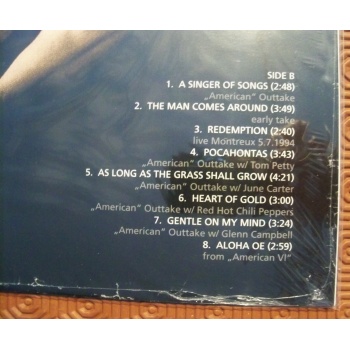 SIDE B
1. A SINGER OF SONGS (2:48)
„American" Outtake
2. THE MAN COMES AROUND (3:49)
early take
3. REDEMPTION (2:40)
live Montreux 5.7.1994
4. POCAHONTAS (3:43)
„American" Outtake w/ Tom Petty
5. AS LONG AS THE GRASS SHALL GROW (4:21)
„American" Outtake w/ June Carter
6. HEART OF GOLD (3:00)
„American" Outtake w/ Red Hot Chili Peppers
7. GENTLE ON MY MIND (3:24)
„American" Outtake w/ Glenn Campbell
8. ALOHA OE (2:59)
from „American VI"